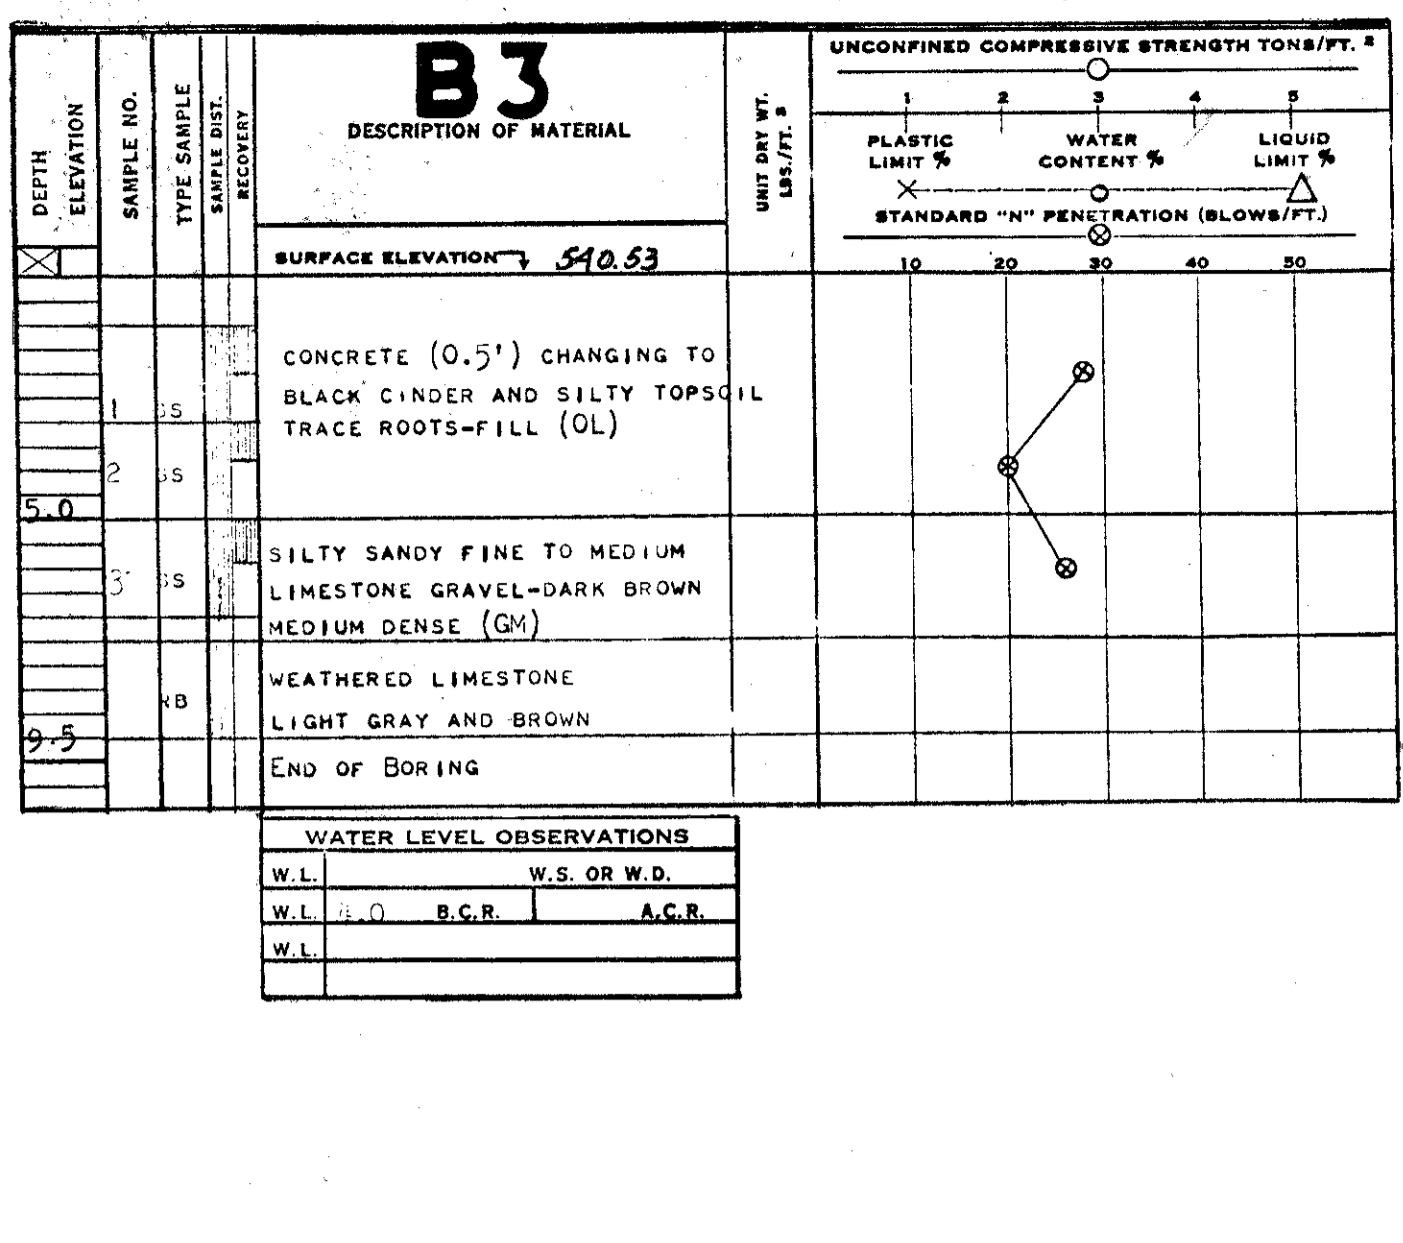 B3
DESCRIPTION OF MATERIAL
DEPTH
ELEVATION
SAMPLE NO.
TYPE SAMPLE
SAMPLE DIST.
RECOVERY
UNIT DRY WT.
LBS./FT.³
UNCONFINED COMPRESSIVE STRENGTH TONS/FT.²
1 2 3 4 5
PLASTIC WATER LIQUID
LIMIT % CONTENT % LIMIT %
STANDARD "N" PENETRATION (BLOWS/FT.)
10 20 30 40 50
SURFACE ELEVATION 590.53
CONCRETE (0.5') CHANGING TO
BLACK CINDER AND SILTY TOPSOIL
1 SS
TRACE ROOTS-FILL (OL)
2 SS
5.0
SILTY SANDY FINE TO MEDIUM
3 SS
LIMESTONE GRAVEL-DARK BROWN
MEDIUM DENSE (GM)
WEATHERED LIMESTONE
RB
LIGHT GRAY AND BROWN
9.5
END OF BORING
WATER LEVEL OBSERVATIONS
W.L. W.S. OR W.D.
W.L. B.C.R. A.C.R.
W.L.